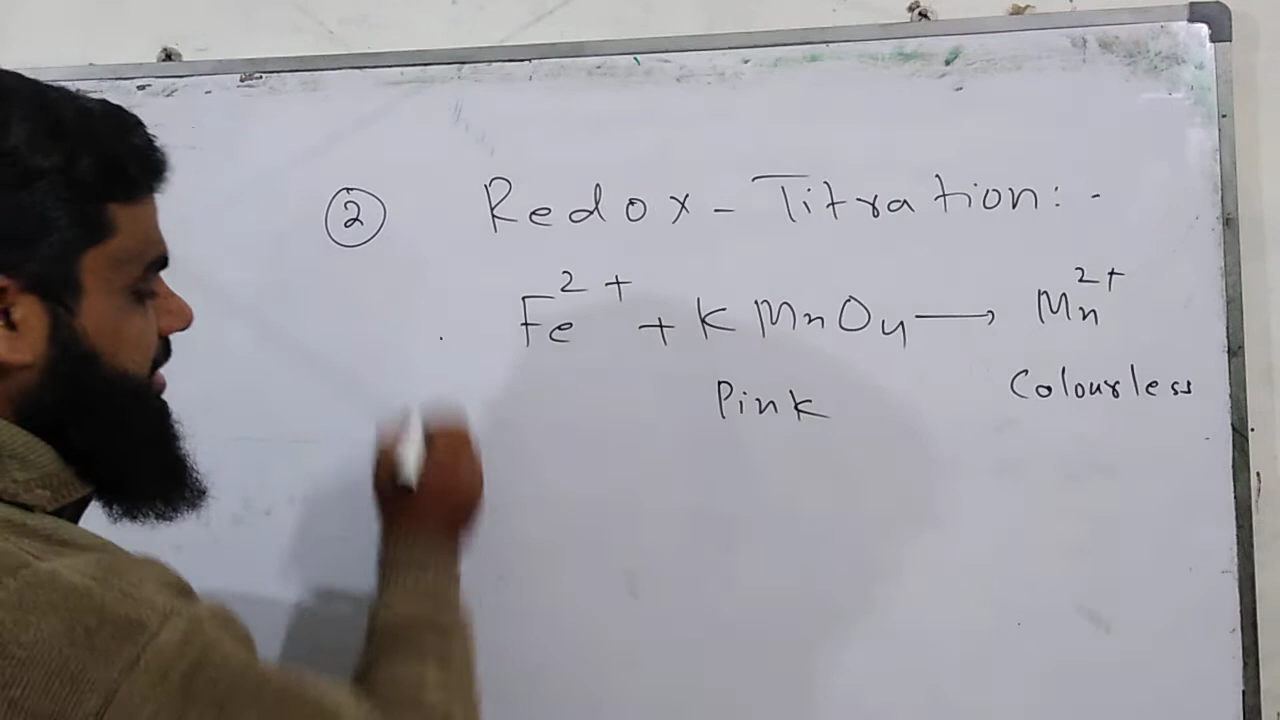 ② Redox - Titration: -
Fe²⁺ + KMnO₄ ⟶ Mn²⁺
Pink Colourless